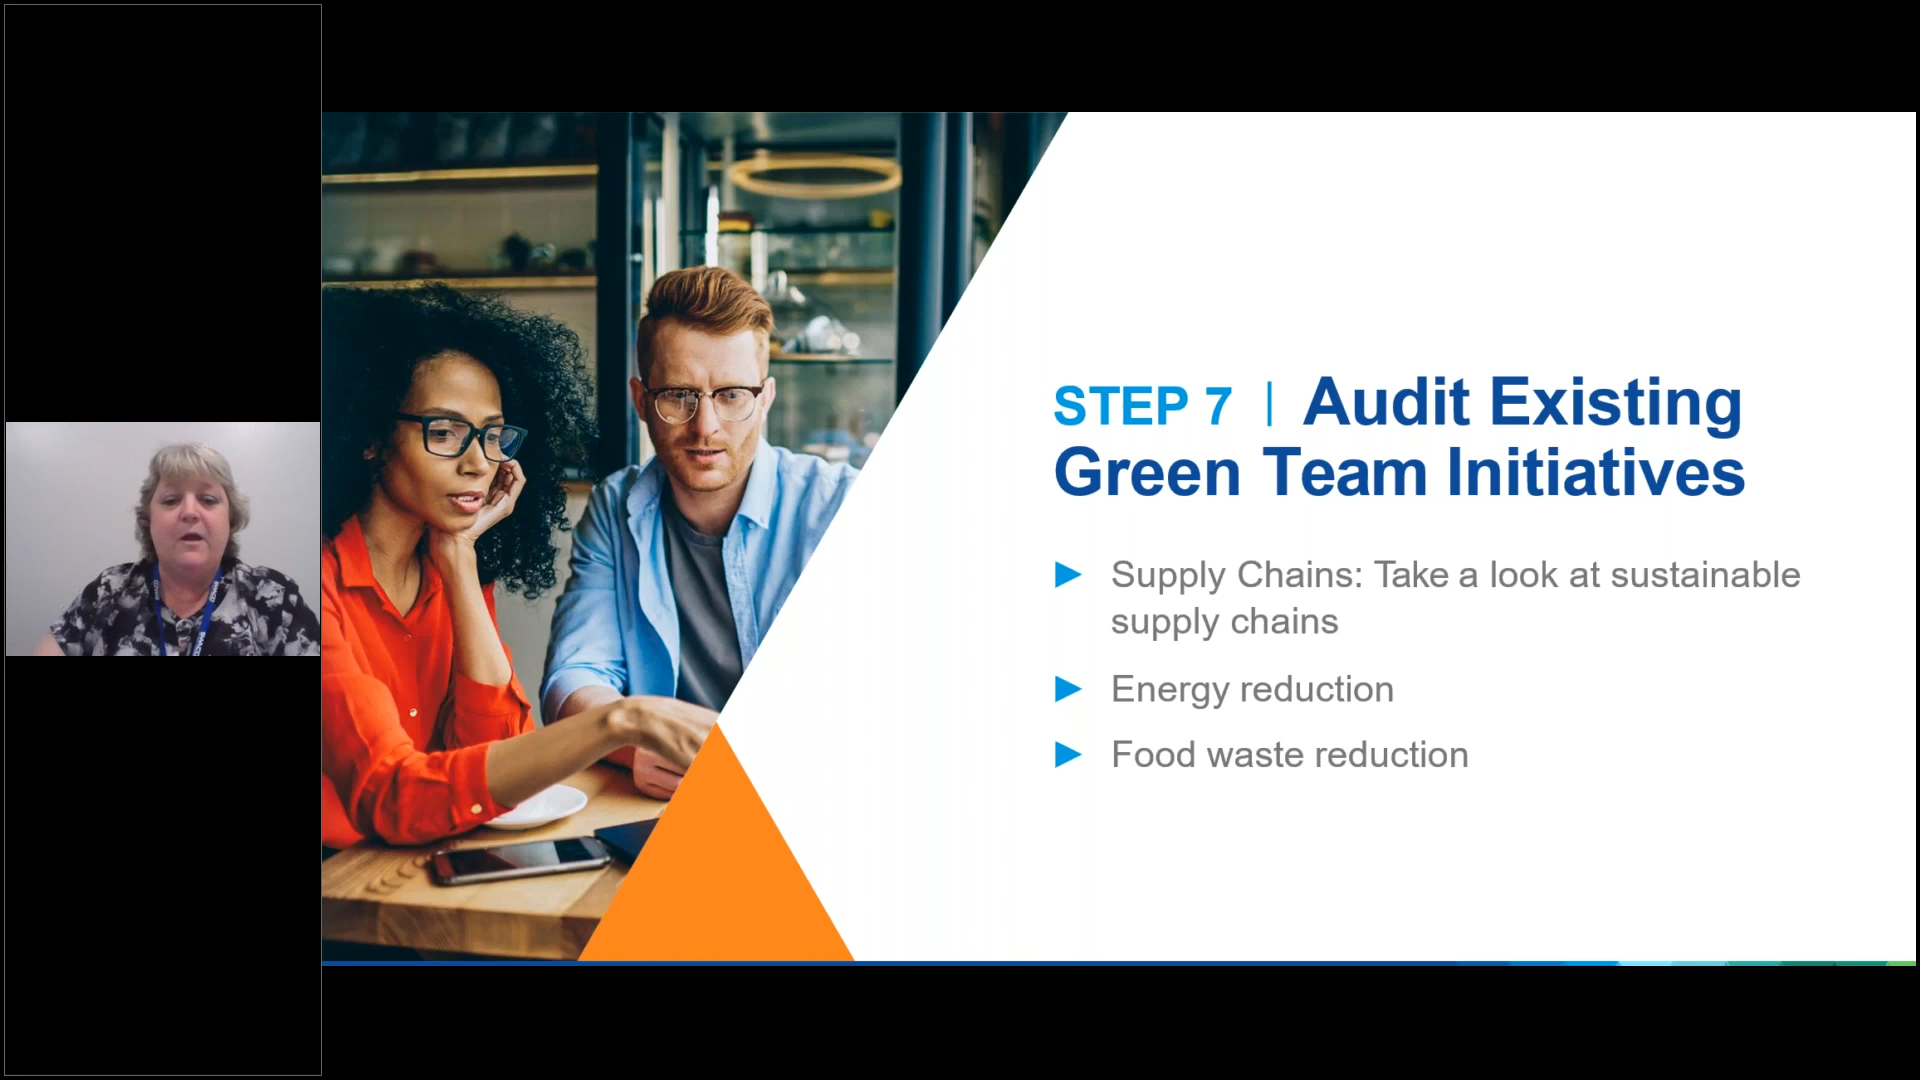 STEP 7 | Audit Existing
Green Team Initiatives
Supply Chains: Take a look at sustainable
supply chains
Energy reduction
Food waste reduction